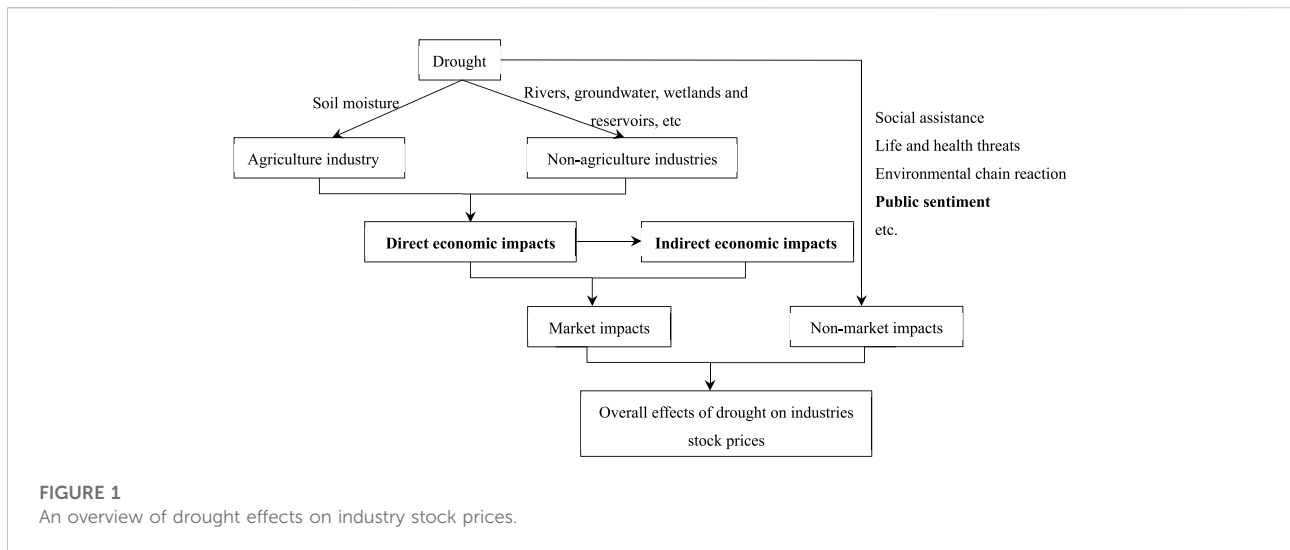 Drought
Soil moisture
Rivers, groundwater, wetlands and
reservoirs, etc
Social assistance
Life and health threats
Environmental chain reaction
Public sentiment
etc.
Agriculture industry
Non-agriculture industries
Direct economic impacts
Indirect economic impacts
Market impacts
Non-market impacts
Overall effects of drought on industries
stock prices
FIGURE 1
An overview of drought effects on industry stock prices.